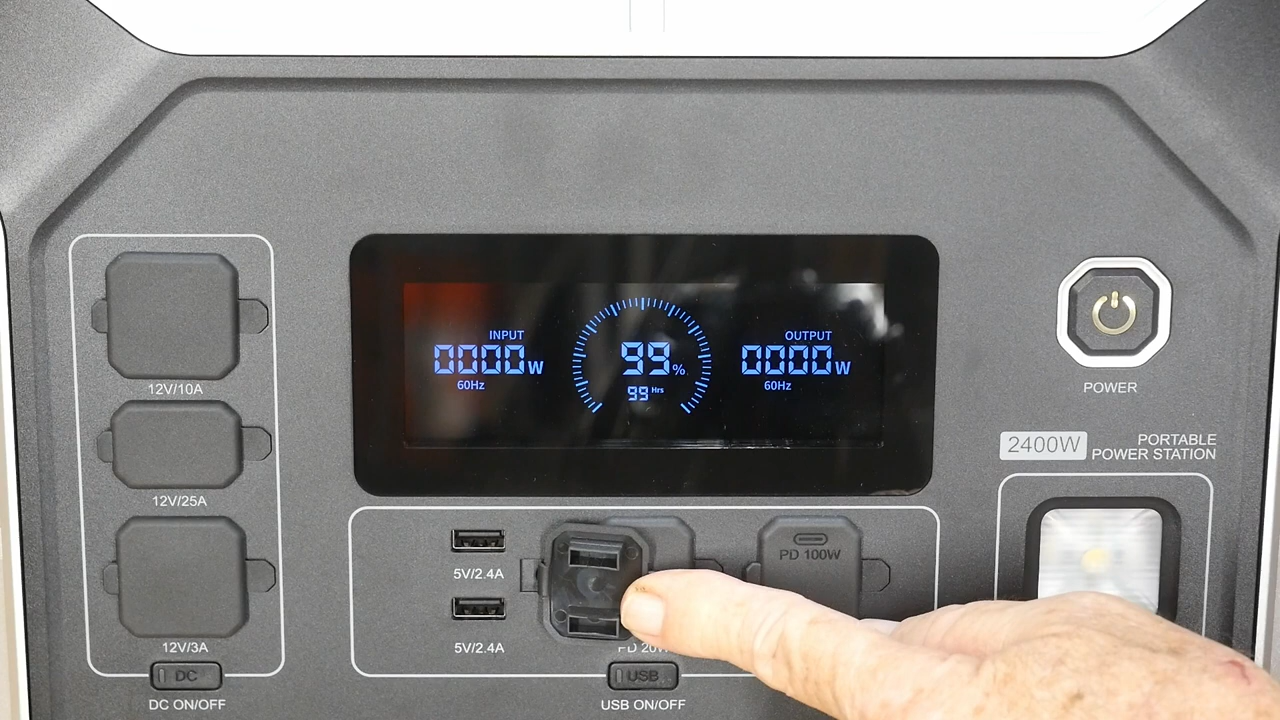 INPUT
0000W
60Hz
99%
99 Hrs
OUTPUT
0000W
60Hz
12V/10A
12V/25A
12V/3A
DC
DC ON/OFF
5V/2.4A
5V/2.4A
PD 20W
PD 100W
USB
USB ON/OFF
POWER
2400W
PORTABLE
POWER STATION